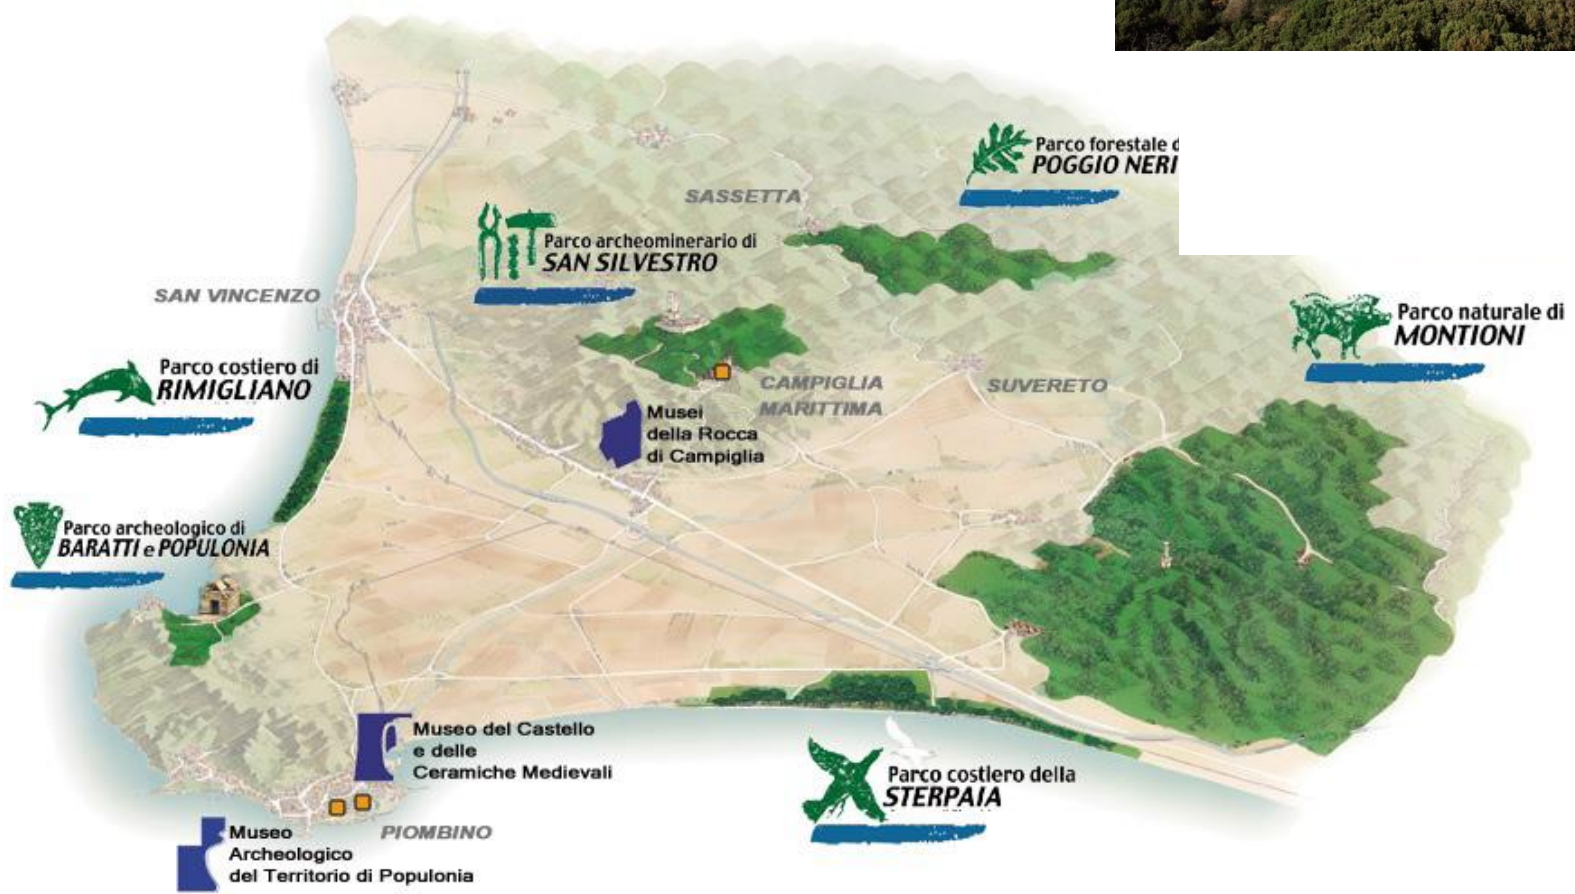 Parco forestale d
POGGIO NERI
SASSETTA
Parco archeominerario di
SAN SILVESTRO
SAN VINCENZO
Parco naturale di
MONTIONI
Parco costiero di
RIMIGLIANO
CAMPIGLIA
MARITTIMA
SUVERETO
Musei
della Rocca
di Campiglia
Parco archeologico di
BARATTI e POPULONIA
Museo del Castello
e delle
Ceramiche Medievali
Parco costiero della
STERPAIA
PIOMBINO
Museo
Archeologico
del Territorio di Populonia